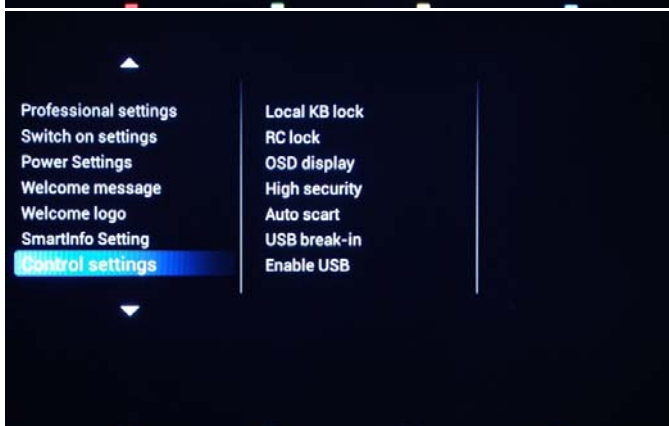 Professional settings
Switch on settings
Power Settings
Welcome message
Welcome logo
SmartInfo Setting
Control settings
Local KB lock
RC lock
OSD display
High security
Auto scart
USB break-in
Enable USB